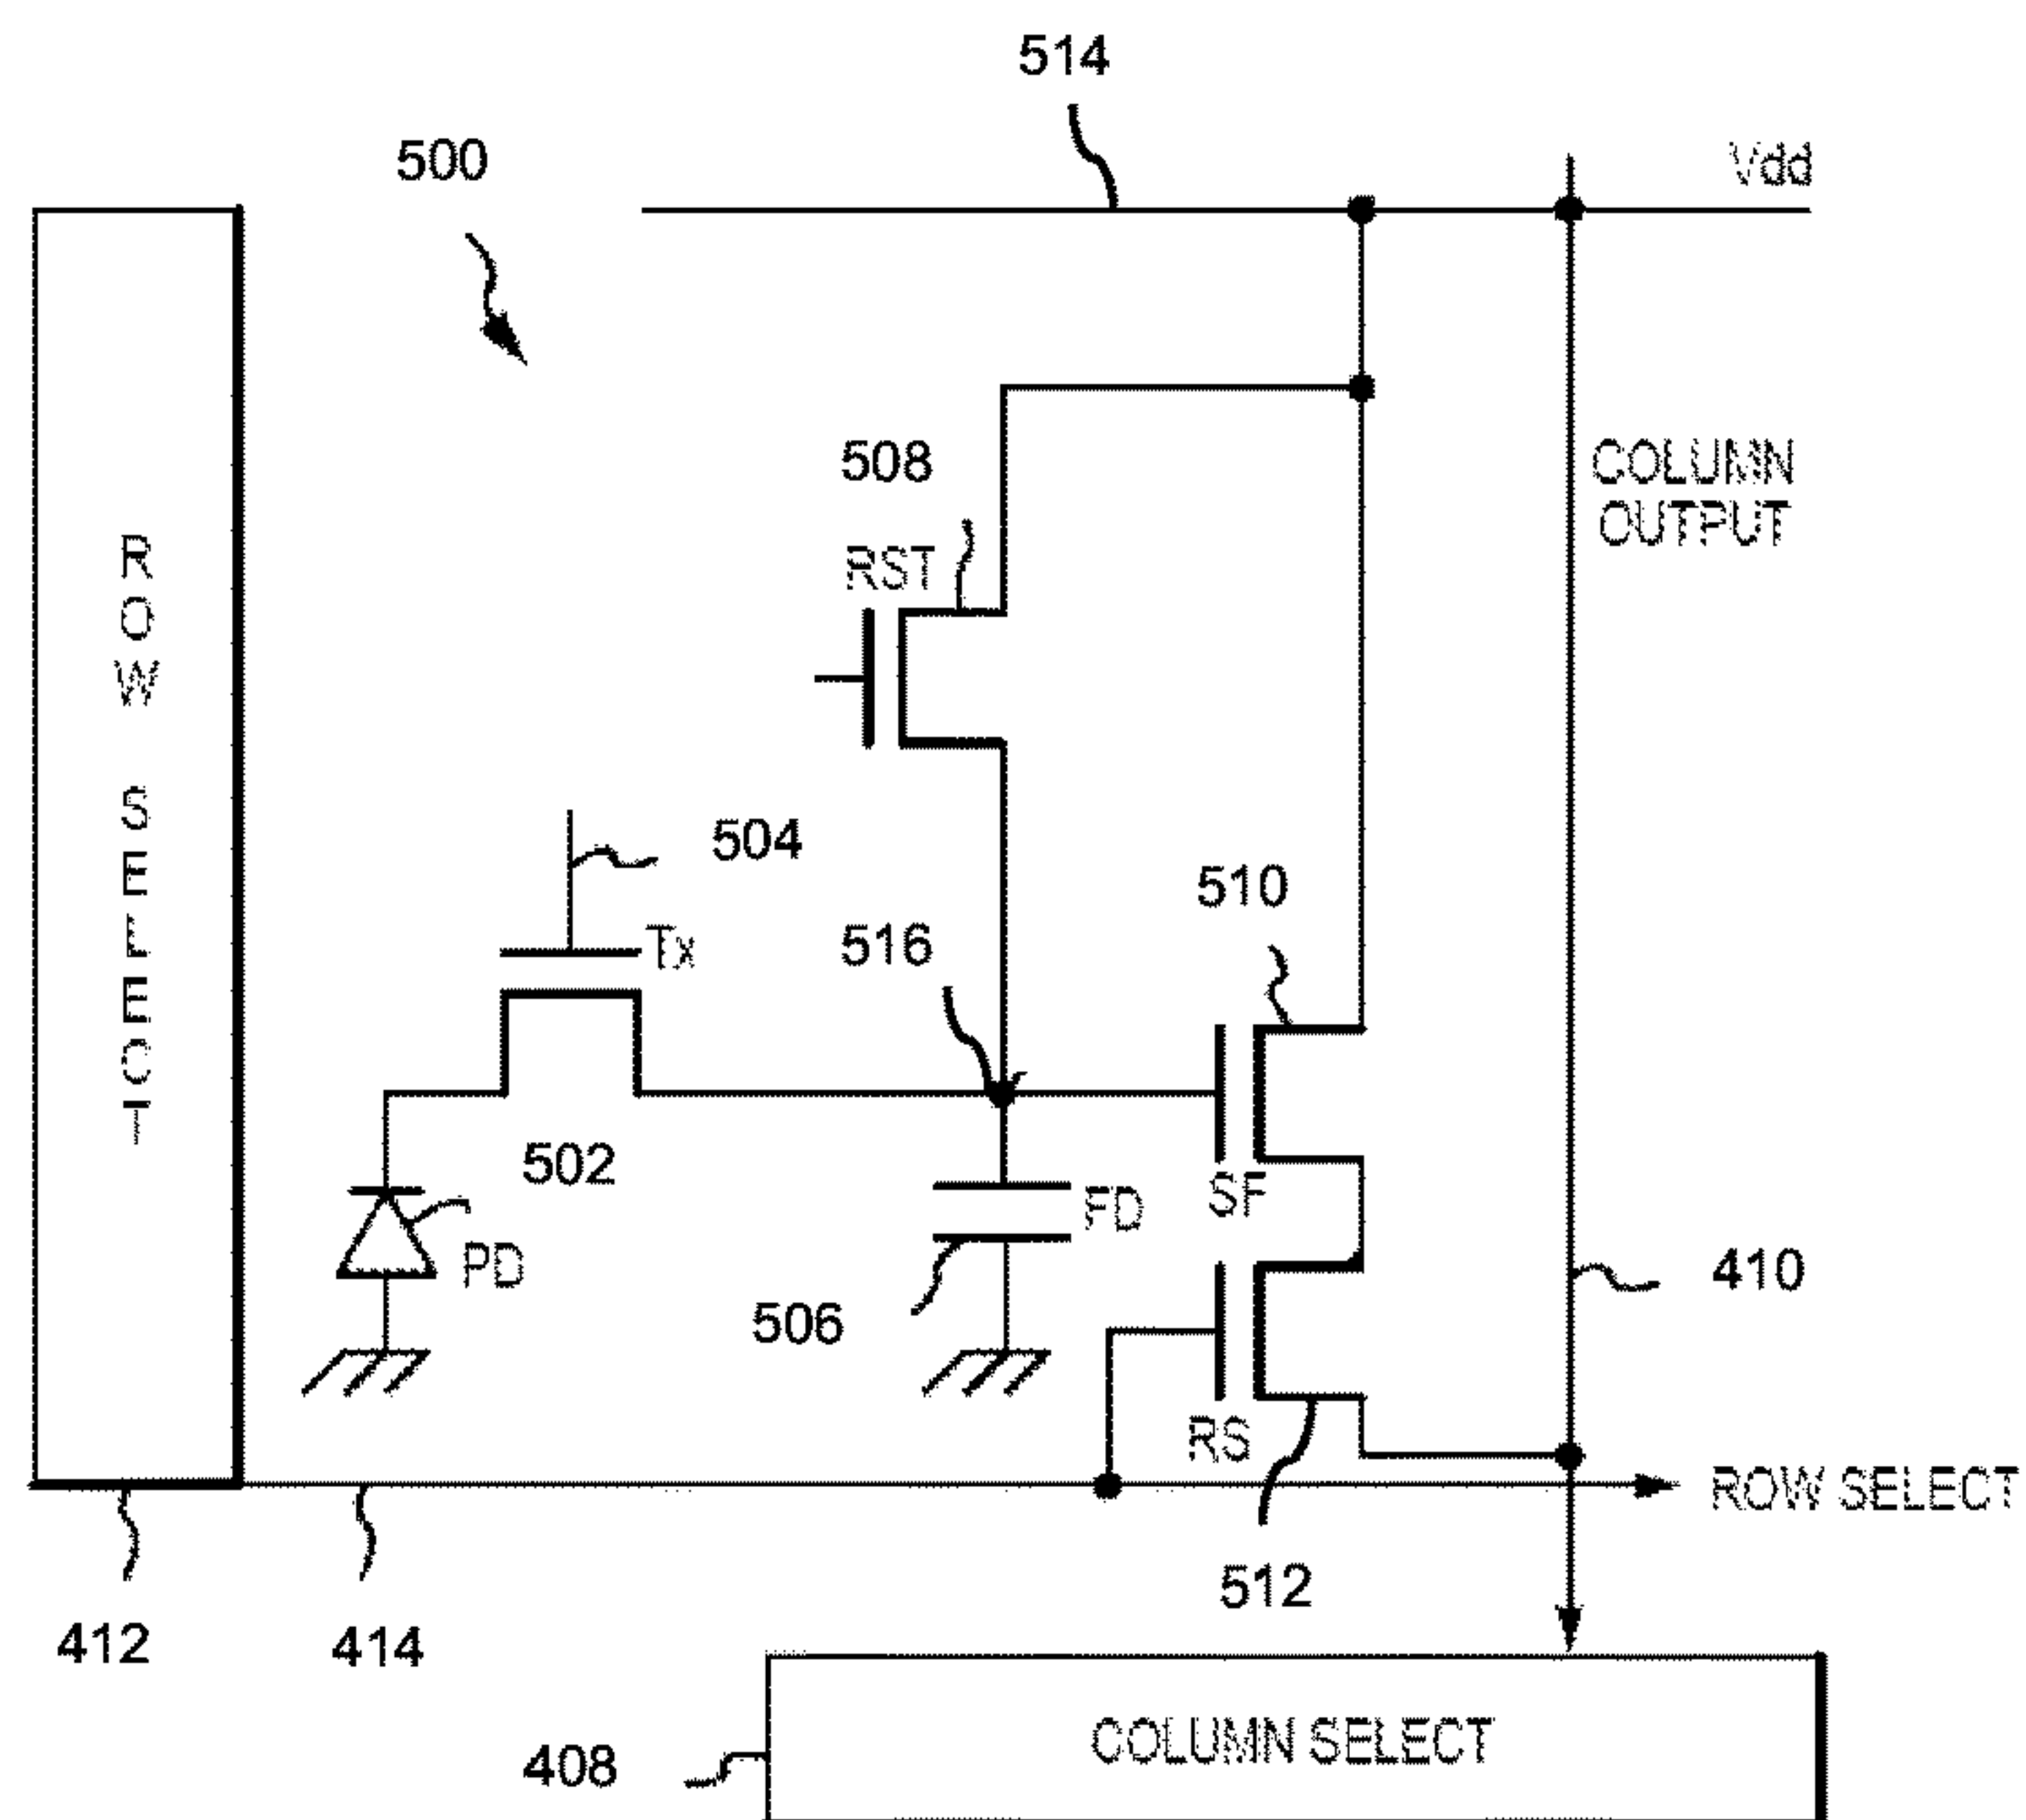 514
500
Vdd
508
COLUMN
OUTPUT
RST
ROW SELECT
504
510
516
Tx
502
SF
FD
PD
410
506
RS
ROW SELECT
512
412
414
COLUMN SELECT
408